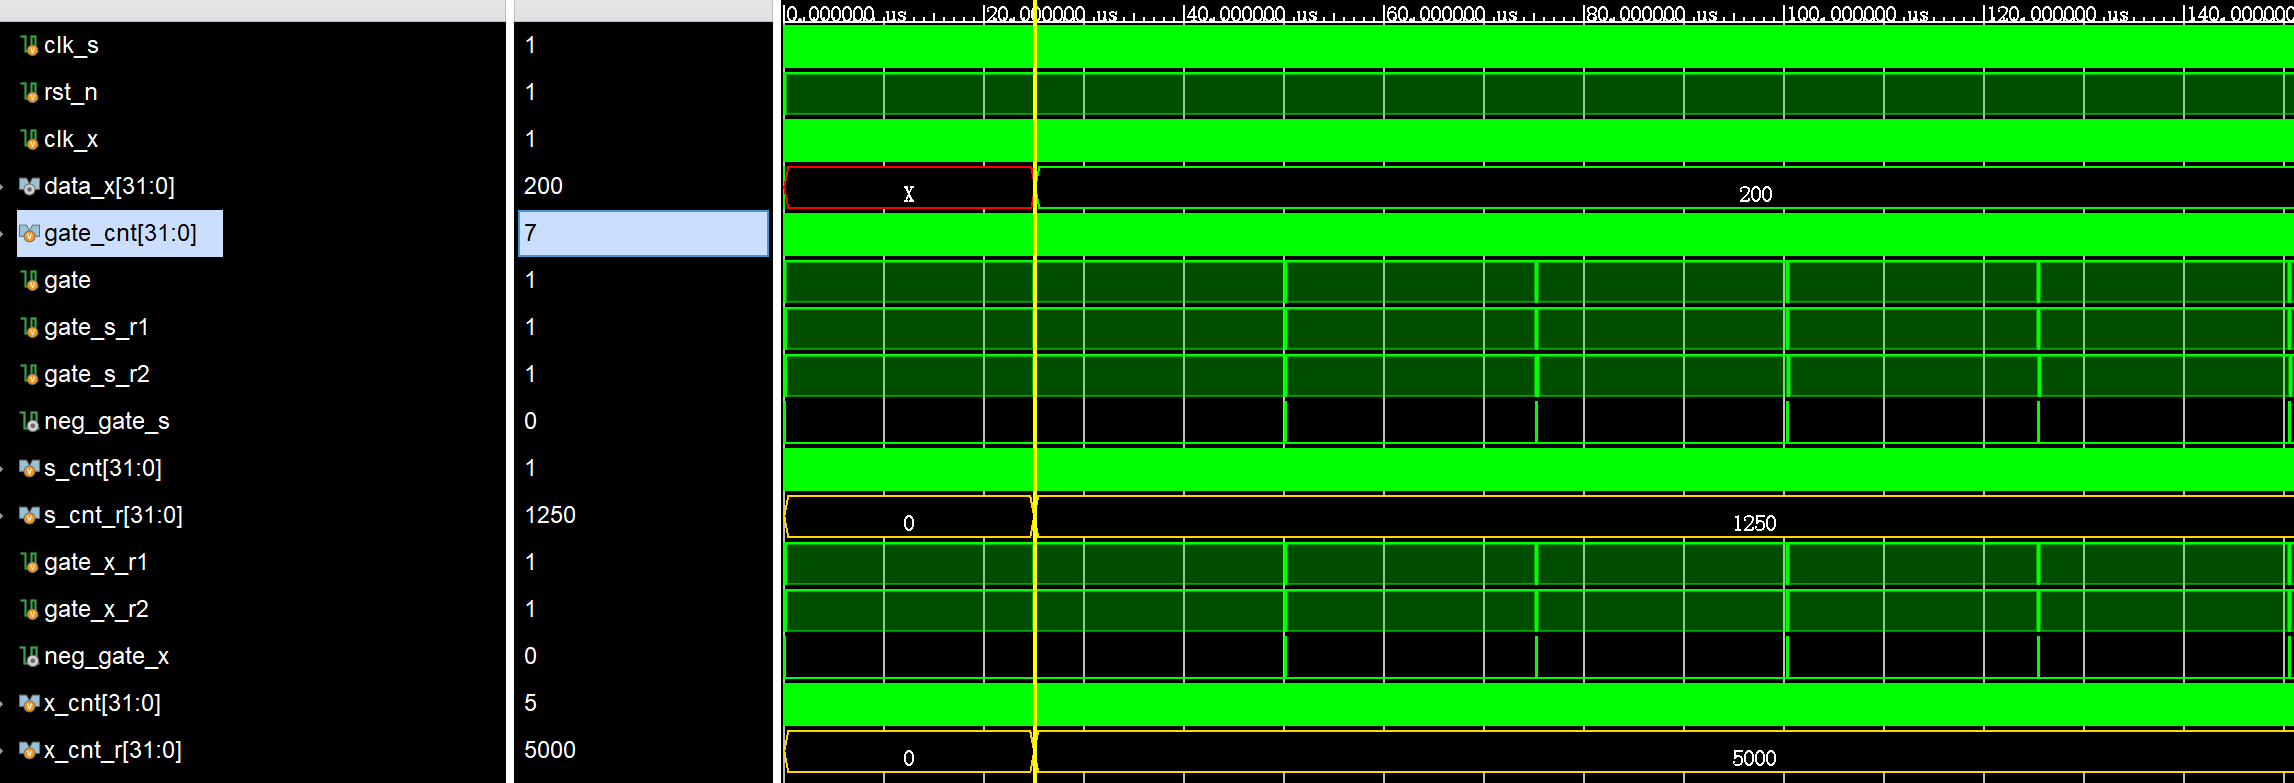 0.000000 us 20.000000 us 40.000000 us 60.000000 us 80.000000 us 100.000000 us 120.000000 us 140.000000
clk_s 1
rst_n 1
clk_x 1
data_x[31:0] 200 X 200
gate_cnt[31:0] 7
gate 1
gate_s_r1 1
gate_s_r2 1
neg_gate_s 0
s_cnt[31:0] 1
s_cnt_r[31:0] 1250 0 1250
gate_x_r1 1
gate_x_r2 1
neg_gate_x 0
x_cnt[31:0] 5
x_cnt_r[31:0] 5000 0 5000